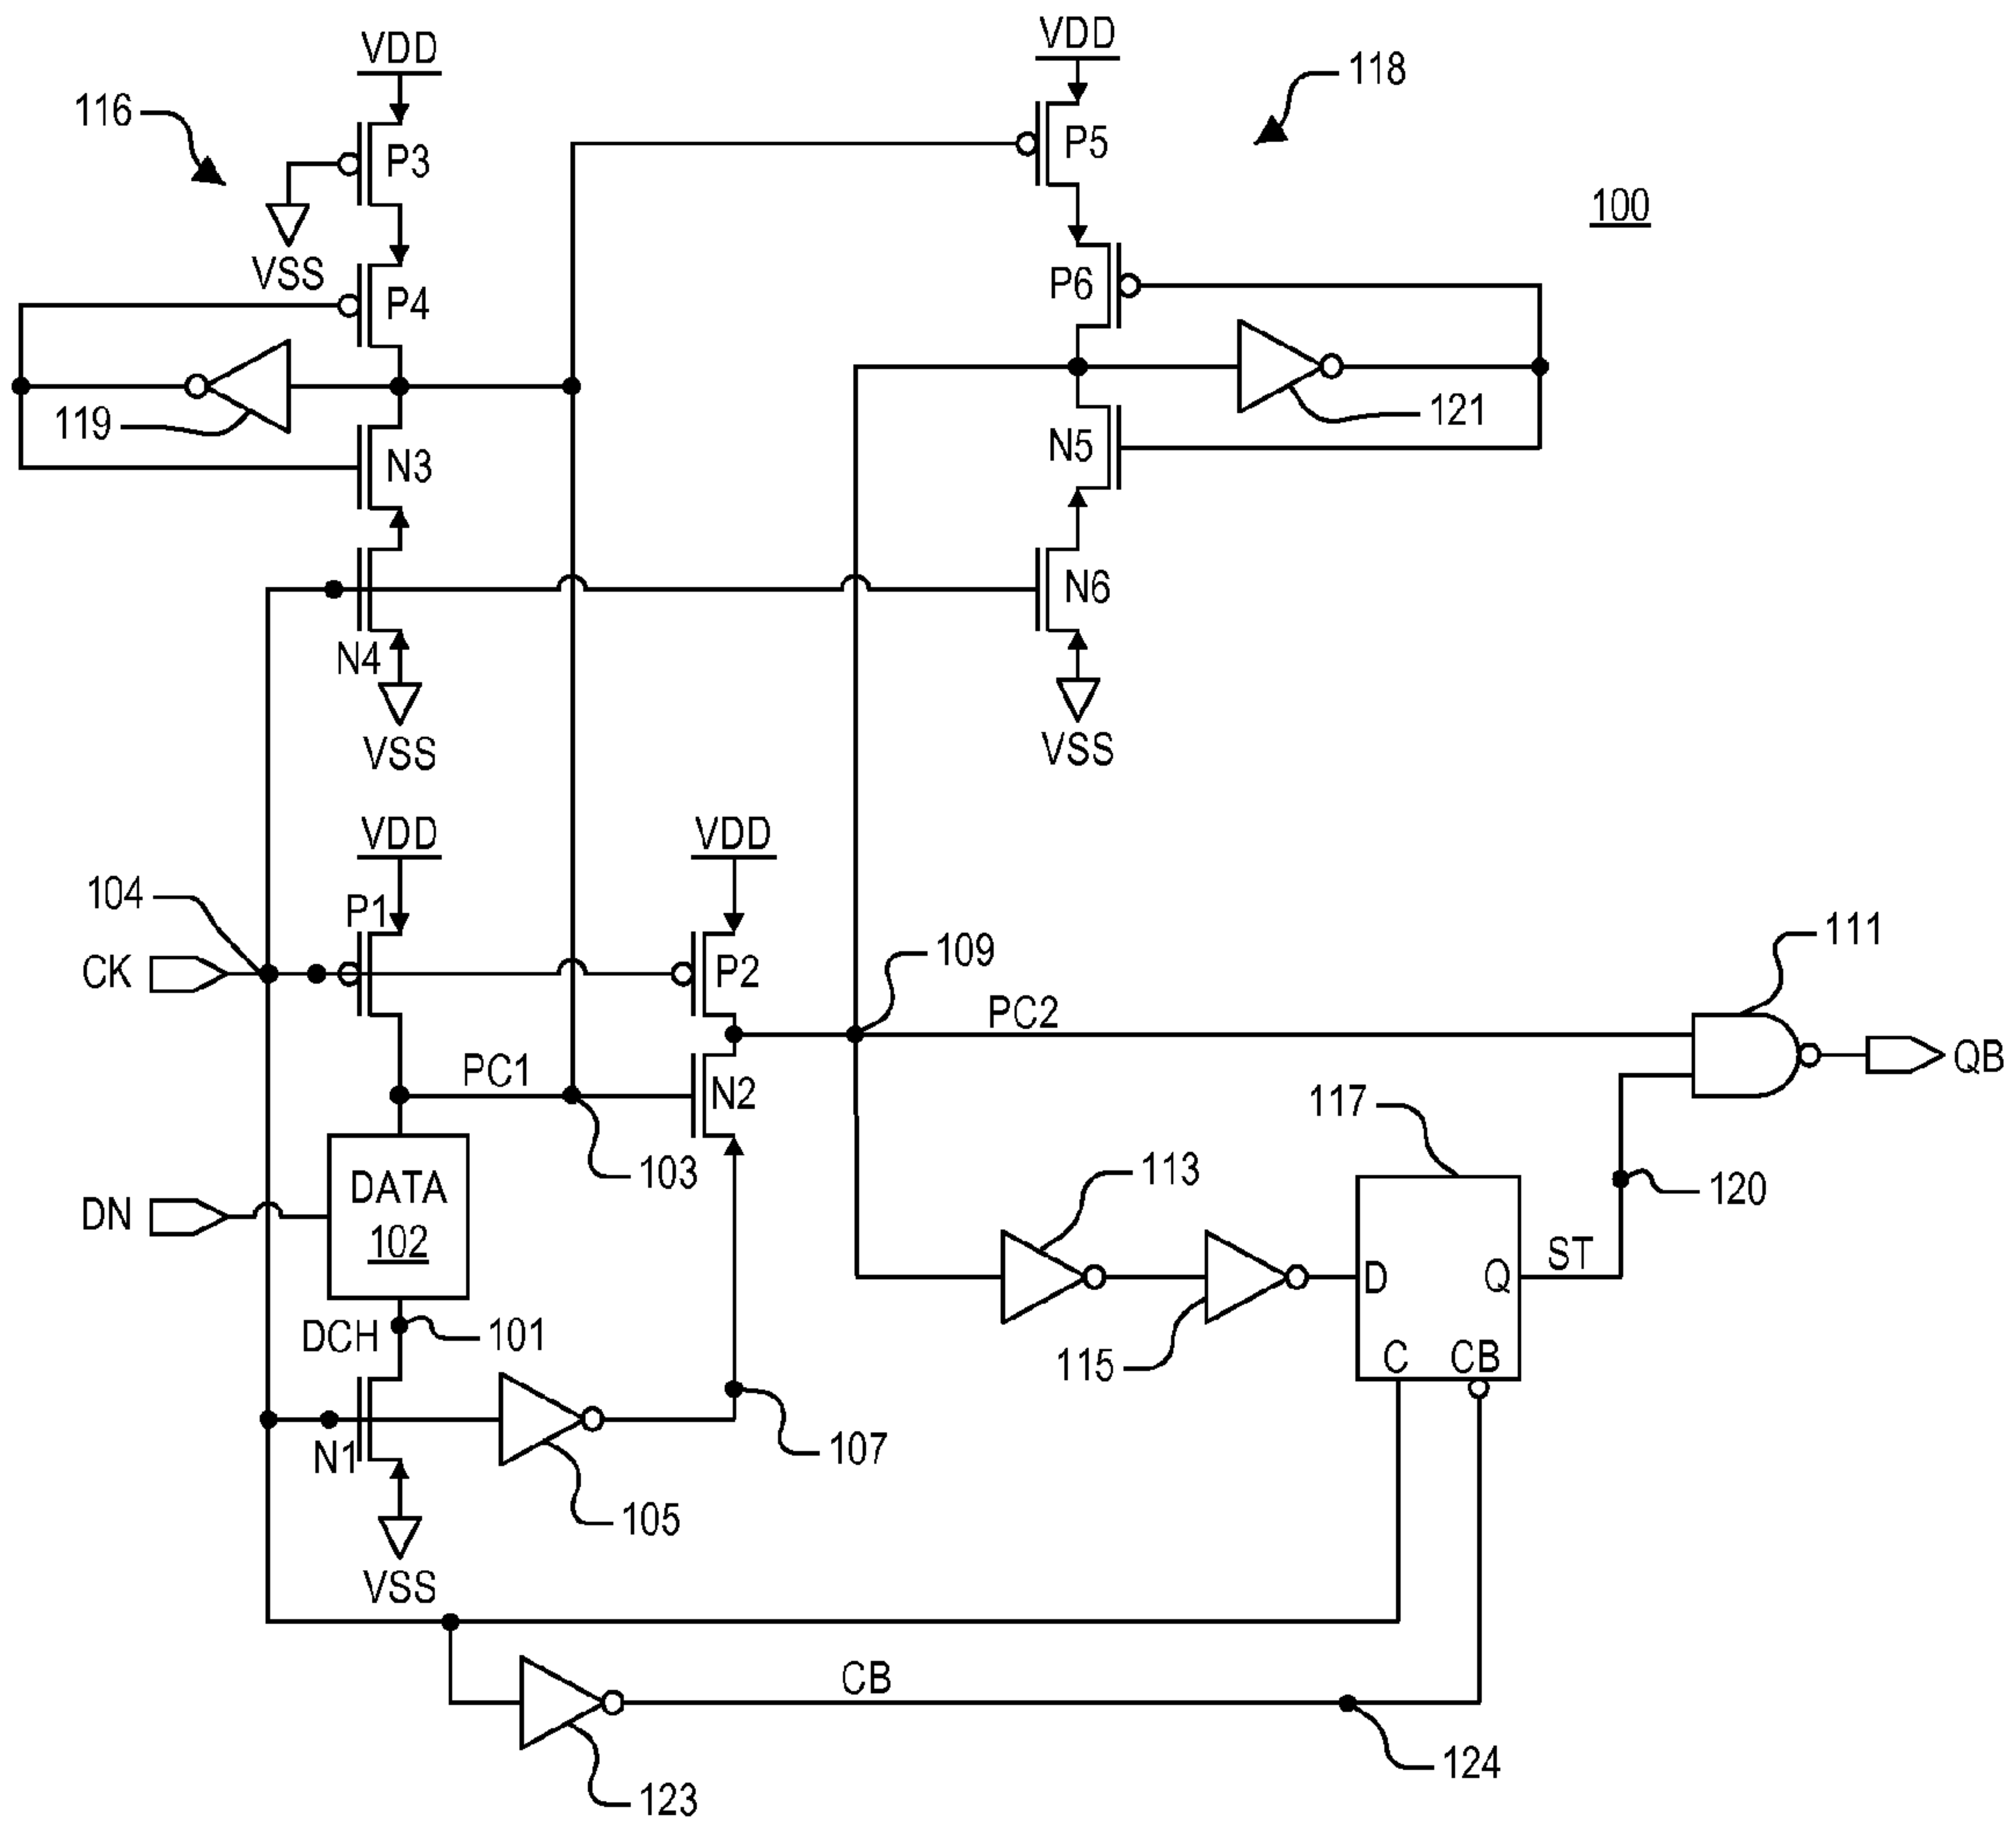 VDD
VDD
116
P3
P5
118
100
VSS
P4
P6
119
N3
N5
121
N4
N6
VSS
VSS
VDD
VDD
104
P1
CK
P2
109
111
PC2
PC1
N2
QB
103
117
DN
DATA
102
113
120
ST
D
Q
DCH
101
115
C
CB
N1
107
105
VSS
CB
124
123